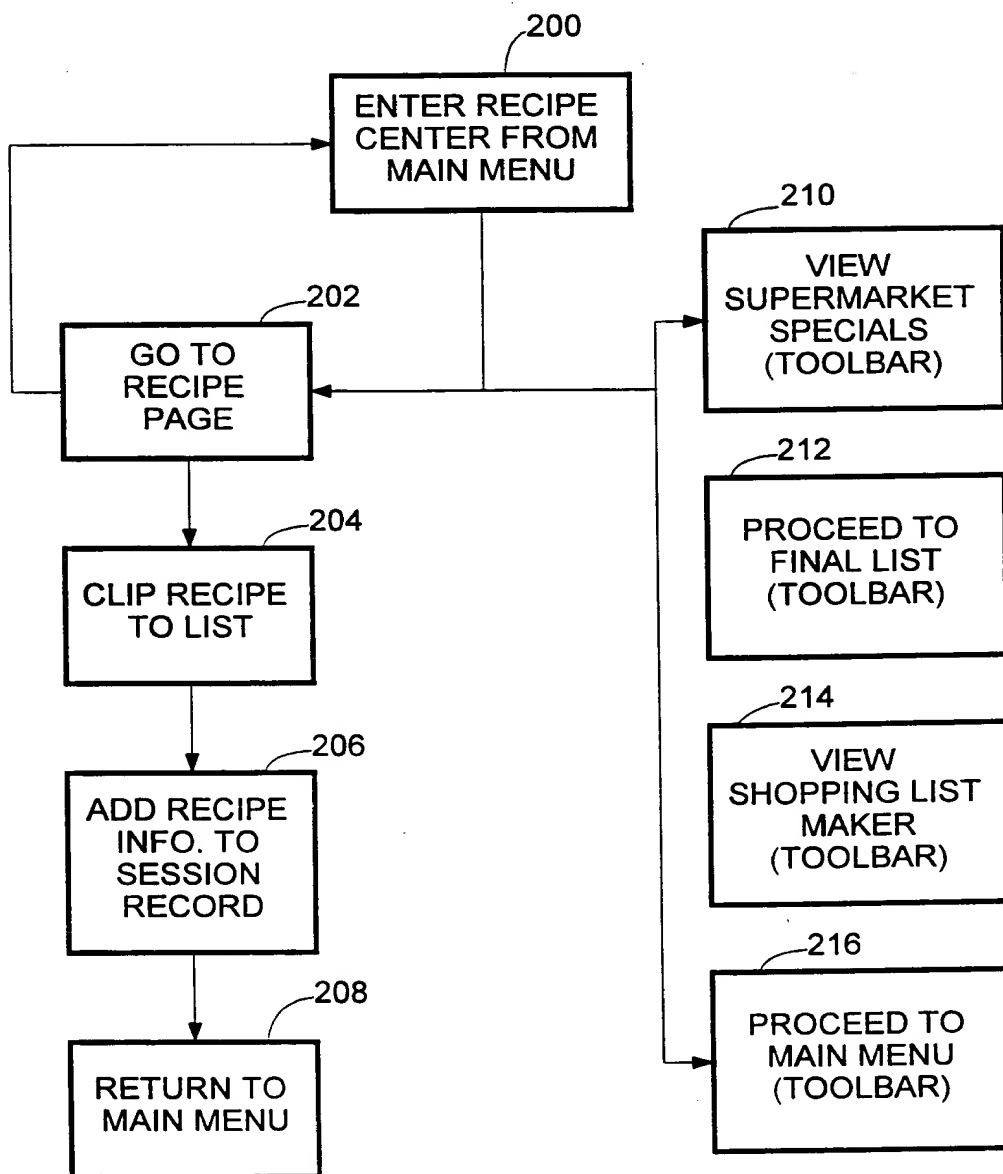 200
ENTER RECIPE
CENTER FROM
MAIN MENU
202
GO TO
RECIPE
PAGE
204
CLIP RECIPE
TO LIST
206
ADD RECIPE
INFO. TO
SESSION
RECORD
208
RETURN TO
MAIN MENU
210
VIEW
SUPERMARKET
SPECIALS
(TOOLBAR)
212
PROCEED TO
FINAL LIST
(TOOLBAR)
214
VIEW
SHOPPING LIST
MAKER
(TOOLBAR)
216
PROCEED TO
MAIN MENU
(TOOLBAR)